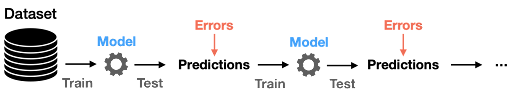 Dataset
Model
Errors
Model
Errors
Predictions
Predictions
...
Train
Test
Train
Test